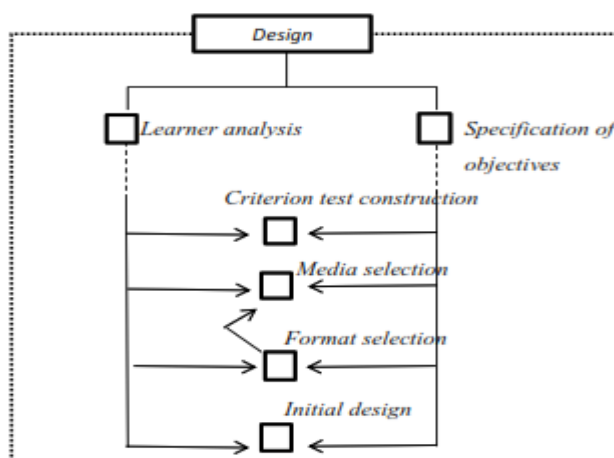 Design
Learner analysis
Specification of
objectives
Criterion test construction
Media selection
Format selection
Initial design